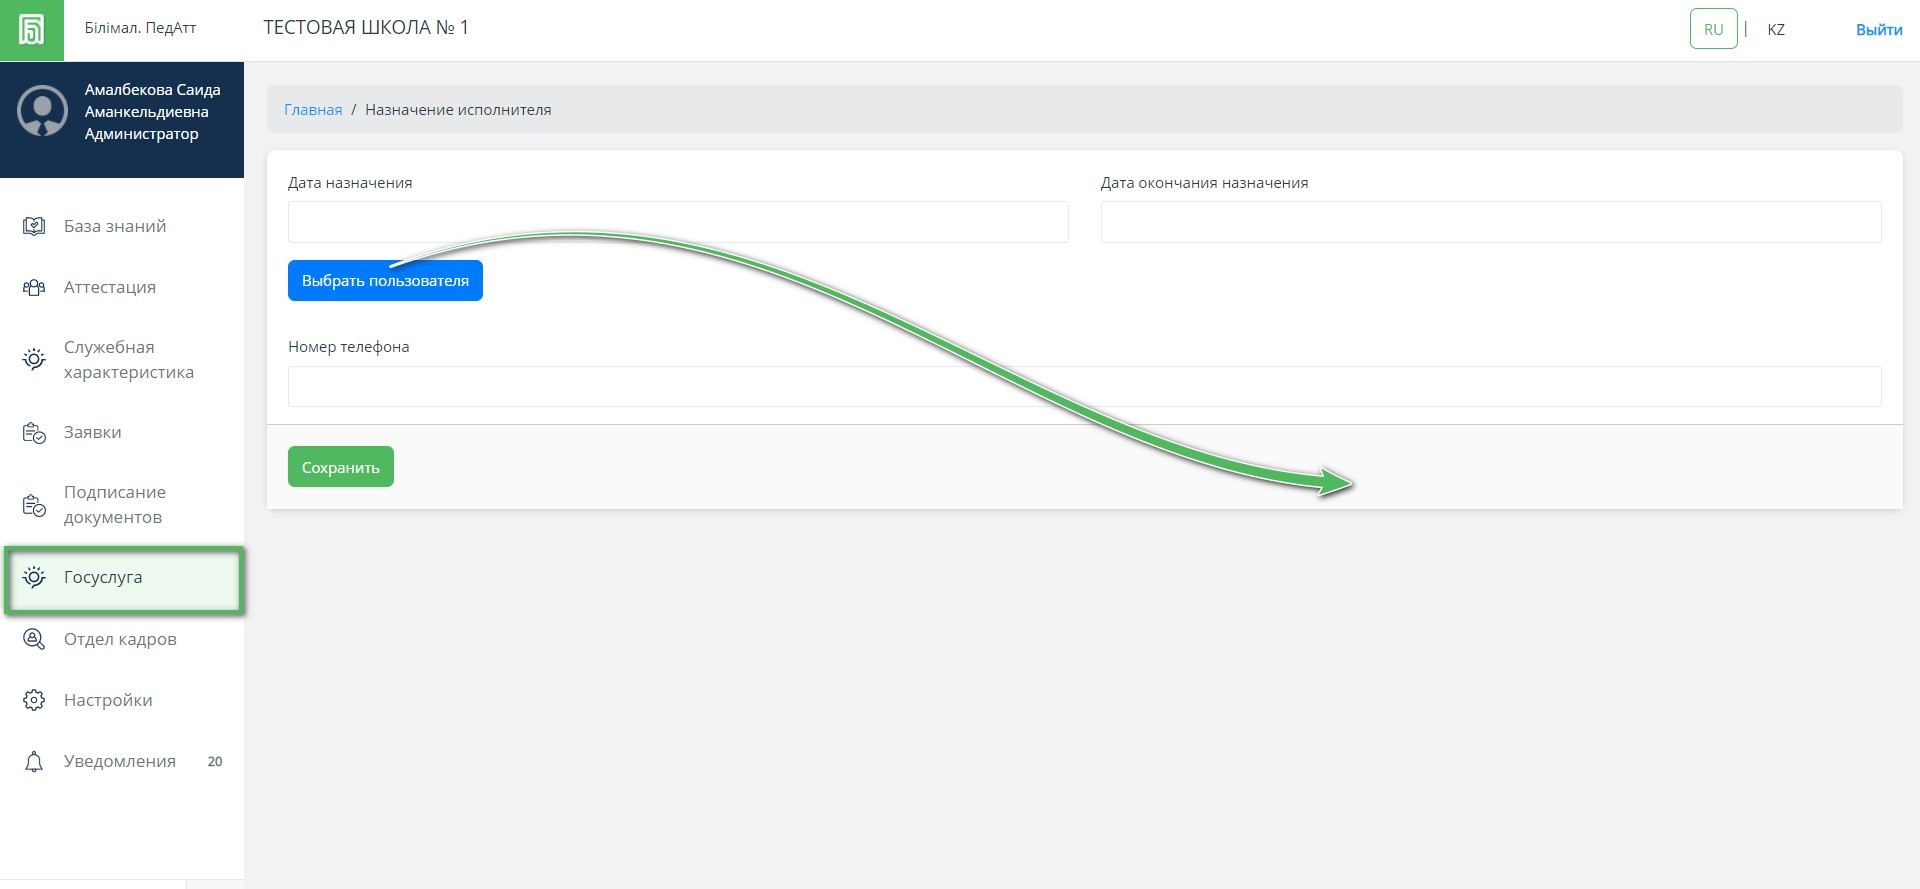 Білімал. ПедАтт
ТЕСТОВАЯ ШКОЛА № 1
RU | KZ
Выйти
Амалбекова Саида
Аманкельдиевна
Администратор
Главная / Назначение исполнителя
База знаний
Аттестация
Служебная
характеристика
Заявки
Подписание
документов
Госуслуга
Отдел кадров
Настройки
Уведомления 20
Дата назначения
Дата окончания назначения
Выбрать пользователя
Номер телефона
Сохранить